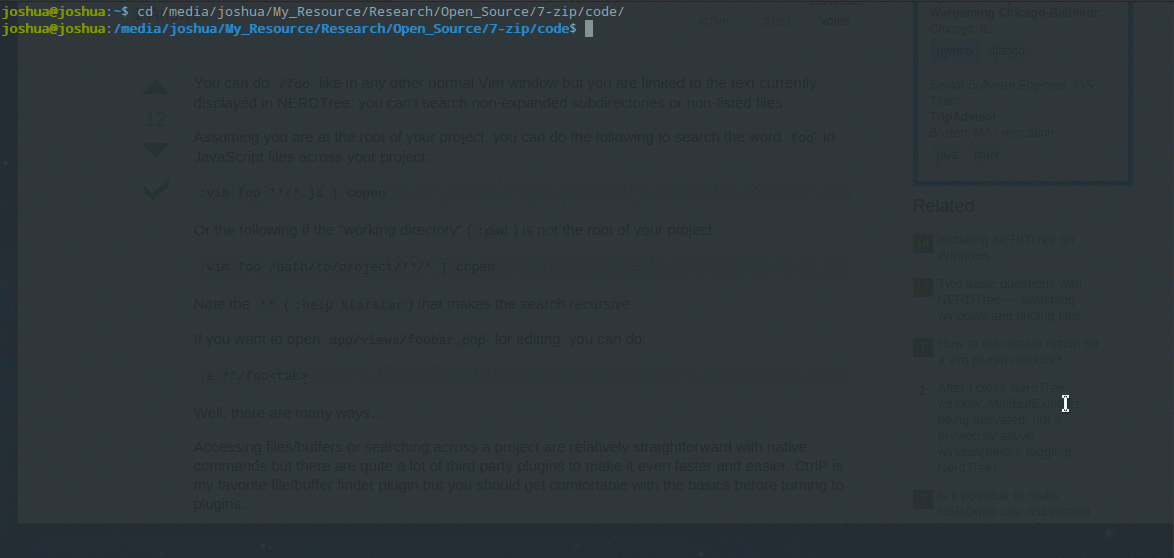 joshua@joshua:~$ cd /media/joshua/My_Resource/Research/Open_Source/7-zip/code/
joshua@joshua:/media/joshua/My_Resource/Research/Open_Source/7-zip/code$
active oldest votes
You can do /foo like in any other normal Vim window but you are limited to the text currently
displayed in NERDTree: you can't search non-expanded subdirectories or non-listed files.
12
Assuming you are at the root of your project, you can do the following to search the word foo in
JavaScript files across your project:
:vim foo **/*.js | copen
Or the following if the "working directory" ( :pwd ) is not the root of your project:
:vim foo /path/to/project/**/* | copen
Note the ** ( :help starstar ) that makes the search recursive.
If you want to open app/views/foobar.php for editing, you can do:
:e **/foo<tab>
Well, there are many ways...
Accessing files/buffers or searching across a project are relatively straightforward with native
commands but there are quite a lot of third party plugins to make it even faster and easier. CtrlP is
my favorite file/buffer finder plugin but you should get comfortable with the basics before turning to
plugins.
Wargaming Chicago-Baltimor ...
Chicago, IL
python django
Senior Software Engineer, iOS
Team
TripAdvisor
Boston, MA / relocation
java
Related
Installing NERDTree on
Windows
Two basic questions with
NERDTree — switching
windows and finding files
How to set certain option for
a vim plugin window?
2
After I close NerdTree
window, MiniBufExplorer
being activated, not a
previously active
window(before toggling
NerdTree)
Is it possible to make
NERDtree use dcd instead